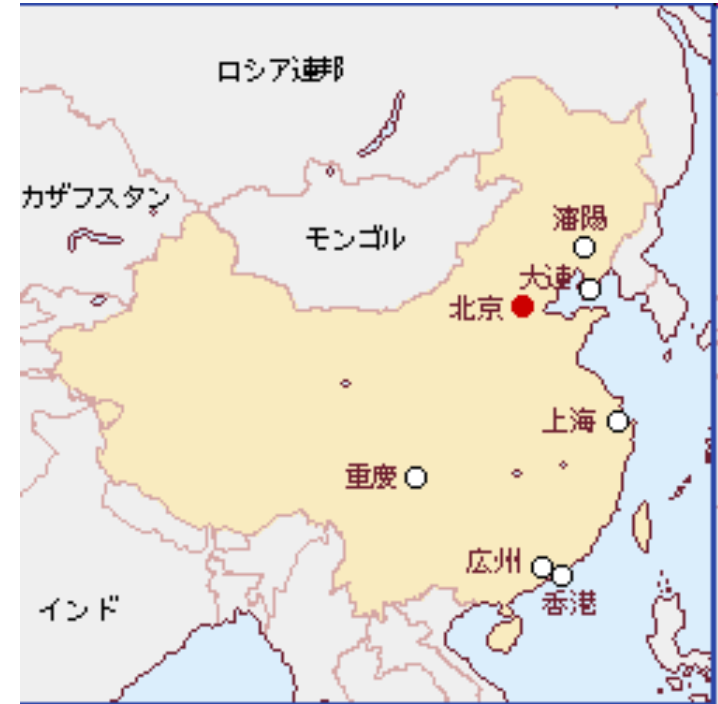 ロシア連邦
カザフスタン
モンゴル
瀋陽
大連
北京
上海
重慶
広州
香港
インド